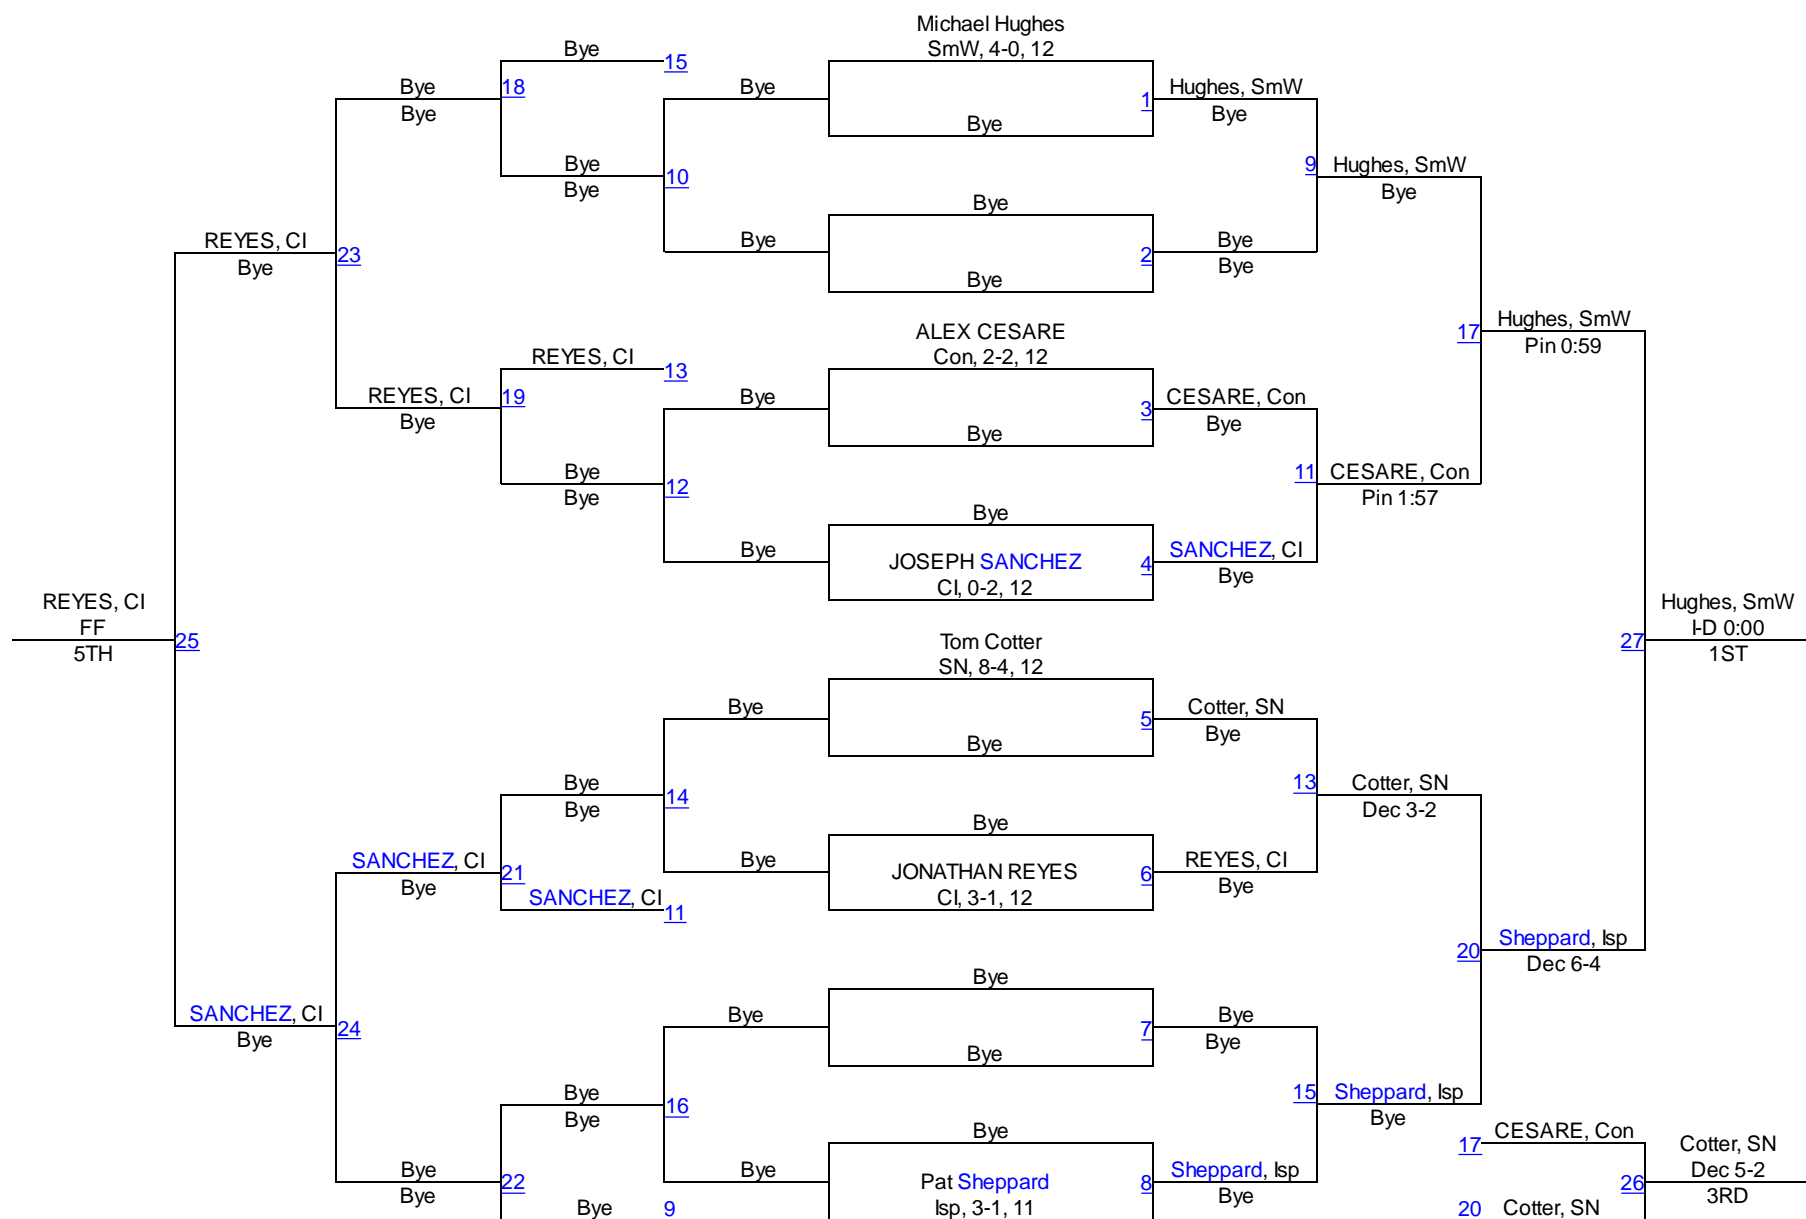 Michael Hughes
SmW, 4-0, 12
Bye
15
Bye
18
Bye
Bye
1
Hughes, SmW
Bye
Bye
Bye
10
Bye
9
Hughes, SmW
Bye
Bye
REYES, CI
23
Bye
Bye
2
Bye
Bye
Bye
ALEX CESARE
Con, 2-2, 12
17
Hughes, SmW
Pin 0:59
REYES, CI
13
REYES, CI
19
Bye
Bye
3
CESARE, Con
Bye
Bye
Bye
12
Bye
11
CESARE, Con
Pin 1:57
Bye
Bye
JOSEPH SANCHEZ
CI, 0-2, 12
4
SANCHEZ, CI
Bye
REYES, CI
FF
5TH
25
Tom Cotter
SN, 8-4, 12
27
Hughes, SmW
I-D 0:00
1ST
Bye
5
Cotter, SN
Bye
Bye
Bye
14
Bye
13
Cotter, SN
Dec 3-2
Bye
SANCHEZ, CI
21
Bye
Bye
JONATHAN REYES
CI, 3-1, 12
6
REYES, CI
Bye
SANCHEZ, CI
11
20
Sheppard, Isp
Dec 6-4
Bye
SANCHEZ, CI
24
Bye
Bye
7
Bye
Bye
Bye
Bye
16
Bye
15
Sheppard, Isp
Bye
Bye
17
CESARE, Con
Bye
22
Bye
Bye
Pat Sheppard
Isp, 3-1, 11
8
Sheppard, Isp
Bye
26
Cotter, SN
Dec 5-2
3RD
Bye
9
20
Cotter, SN